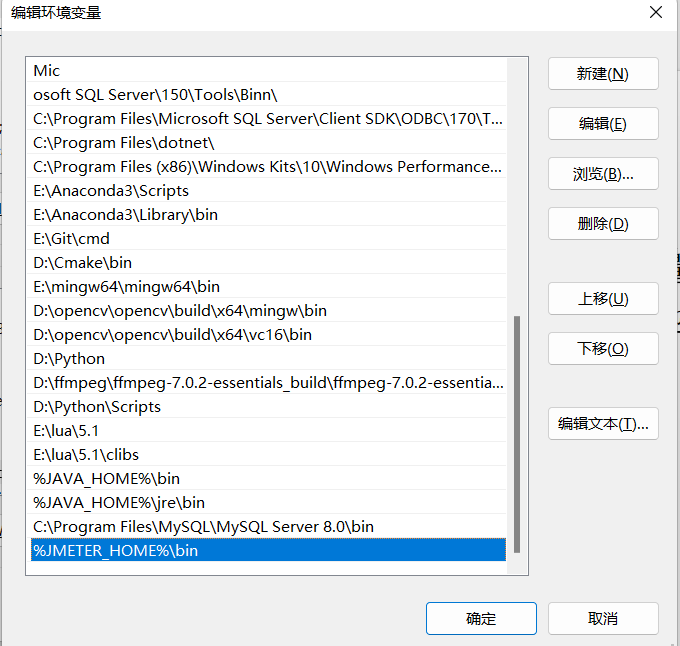 编辑环境变量
Mic
osoft SQL Server\150\Tools\Binn\
C:\Program Files\Microsoft SQL Server\Client SDK\ODBC\170\T...
C:\Program Files\dotnet\
C:\Program Files (x86)\Windows Kits\10\Windows Performance...
E:\Anaconda3\Scripts
E:\Anaconda3\Library\bin
E:\Git\cmd
D:\Cmake\bin
E:\mingw64\mingw64\bin
D:\opencv\opencv\build\x64\mingw\bin
D:\opencv\opencv\build\x64\vc16\bin
D:\Python
D:\ffmpeg\ffmpeg-7.0.2-essentials_build\ffmpeg-7.0.2-essentia...
D:\Python\Scripts
E:\lua\5.1
E:\lua\5.1\clibs
%JAVA_HOME%\bin
%JAVA_HOME%\jre\bin
C:\Program Files\MySQL\MySQL Server 8.0\bin
%JMETER_HOME%\bin
新建(N)
编辑(E)
浏览(B)...
删除(D)
上移(U)
下移(O)
编辑文本(T)...
确定
取消